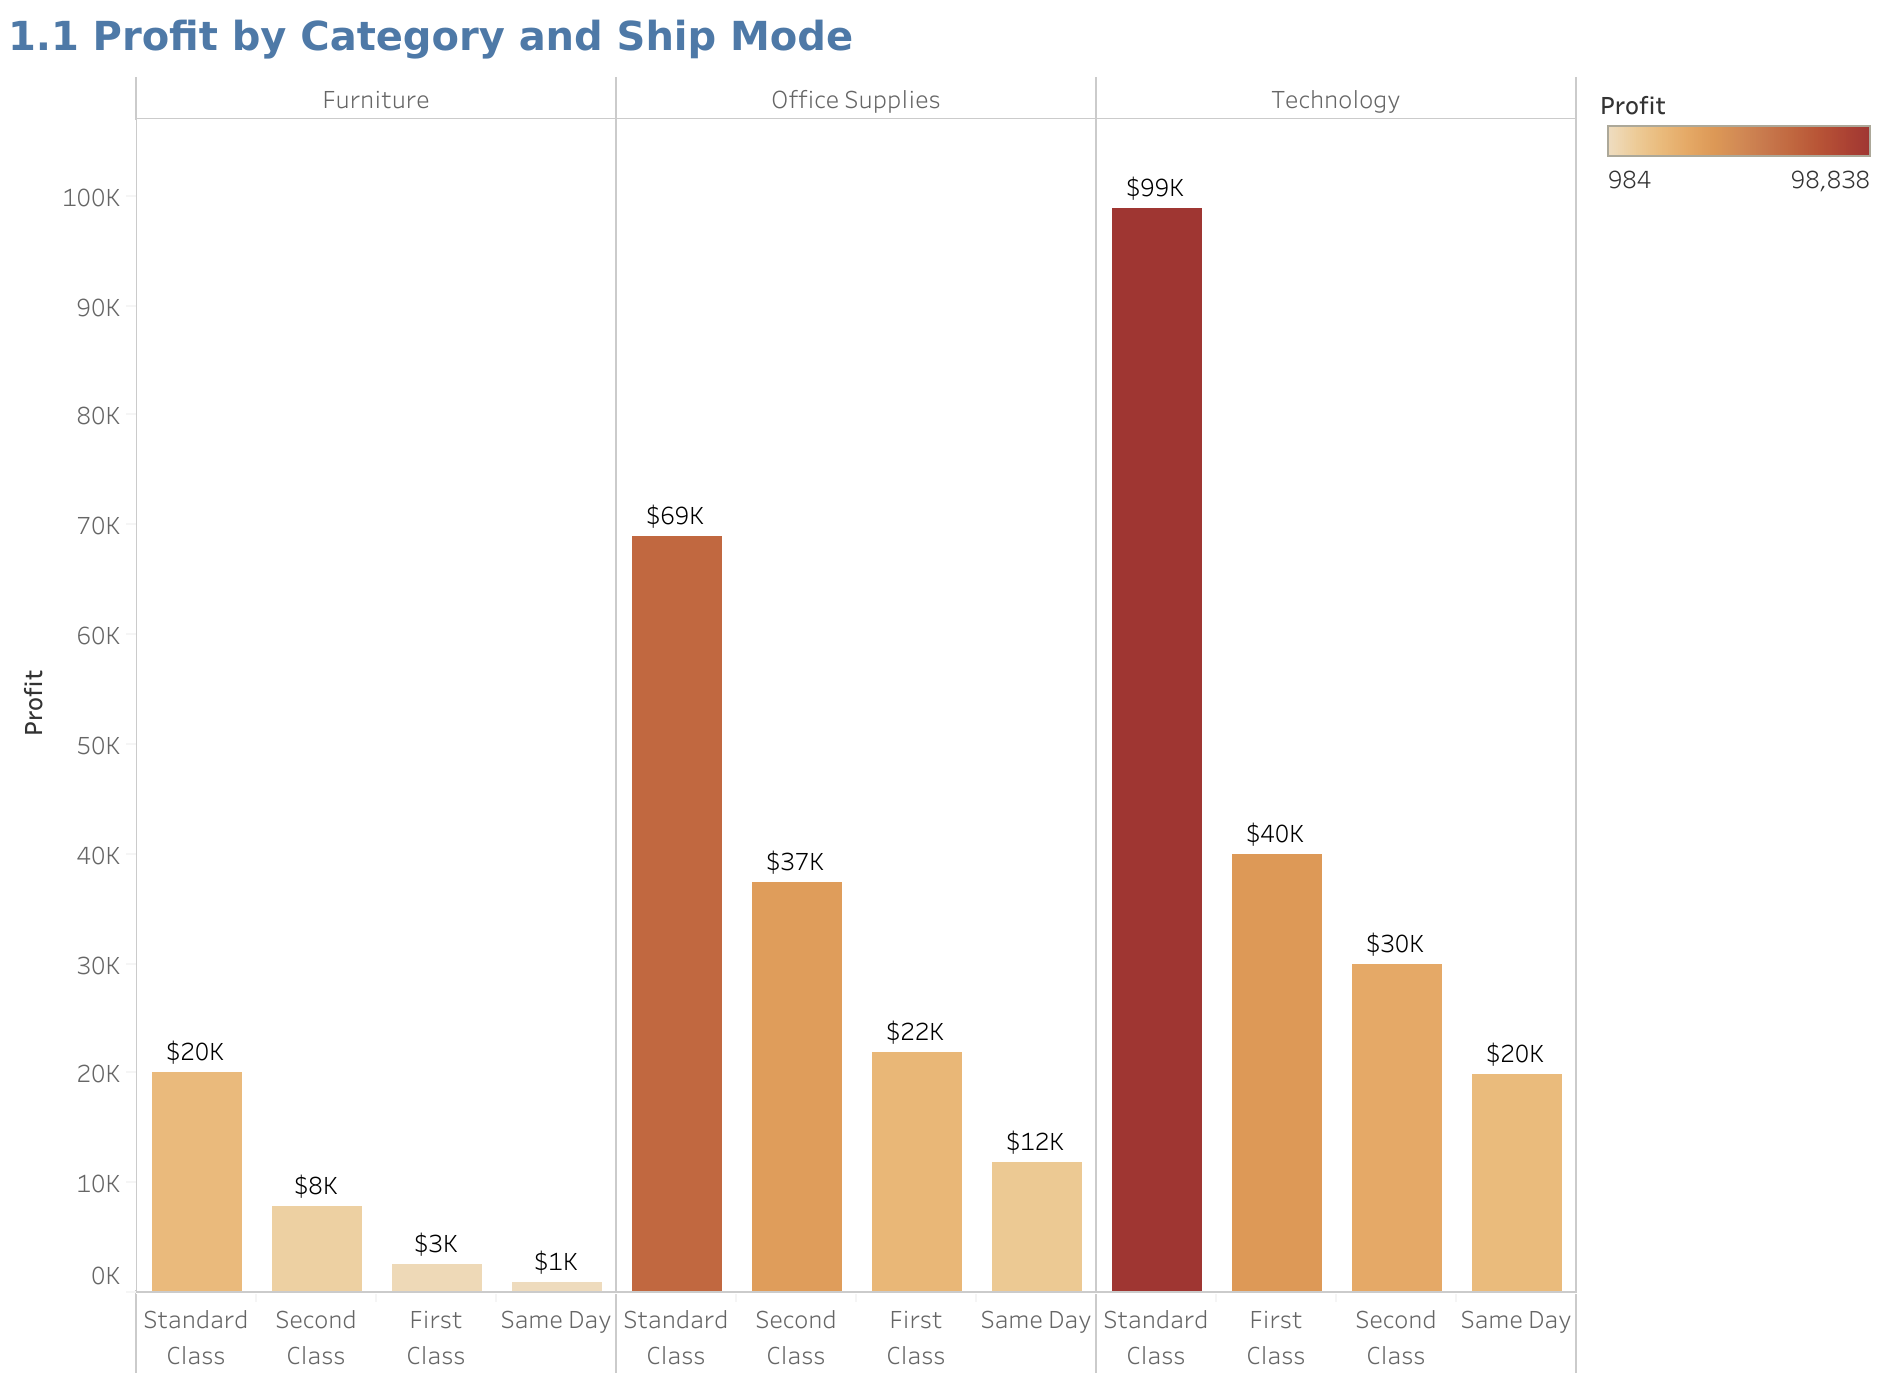 1.1 Profit by Category and Ship Mode
Furniture
Office Supplies
Technology
Profit
984
98,838
Profit
100K
90K
80K
70K
60K
50K
40K
30K
20K
10K
0K
$20K
$8K
$3K
$1K
$69K
$37K
$22K
$12K
$99K
$40K
$30K
$20K
Standard
Class
Second
Class
First
Class
Same Day
Standard
Class
Second
Class
First
Class
Same Day
Standard
Class
First
Class
Second
Class
Same Day